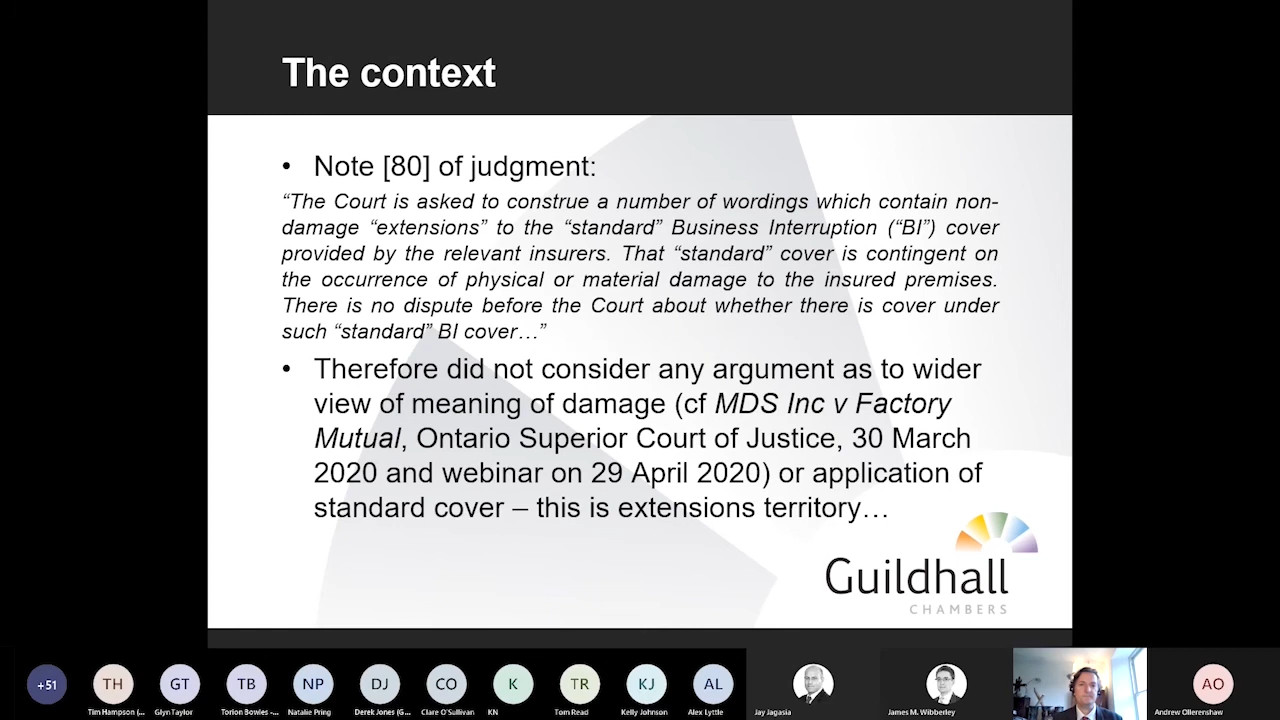 The context
• Note [80] of judgment:
“The Court is asked to construe a number of wordings which contain non-
damage “extensions” to the “standard” Business Interruption (“BI”) cover
provided by the relevant insurers. That “standard” cover is contingent on
the occurrence of physical or material damage to the insured premises.
There is no dispute before the Court about whether there is cover under
such “standard” BI cover…”
• Therefore did not consider any argument as to wider
view of meaning of damage (cf MDS Inc v Factory
Mutual, Ontario Superior Court of Justice, 30 March
2020 and webinar on 29 April 2020) or application of
standard cover – this is extensions territory…
Guildhall
CHAMBERS
+51
TH
GT
TB
NP
DJ
CO
K
TR
KJ
AL
AO
Tim Hampson (...
Glyn Taylor
Torion Bowles -...
Natalie Pring
Derek Jones (G...
Clare O'Sullivan
KN
Tom Read
Kelly Johnson
Alex Lyttle
Jay Jagasia
James M. Wibberley
Andrew Ollerenshaw